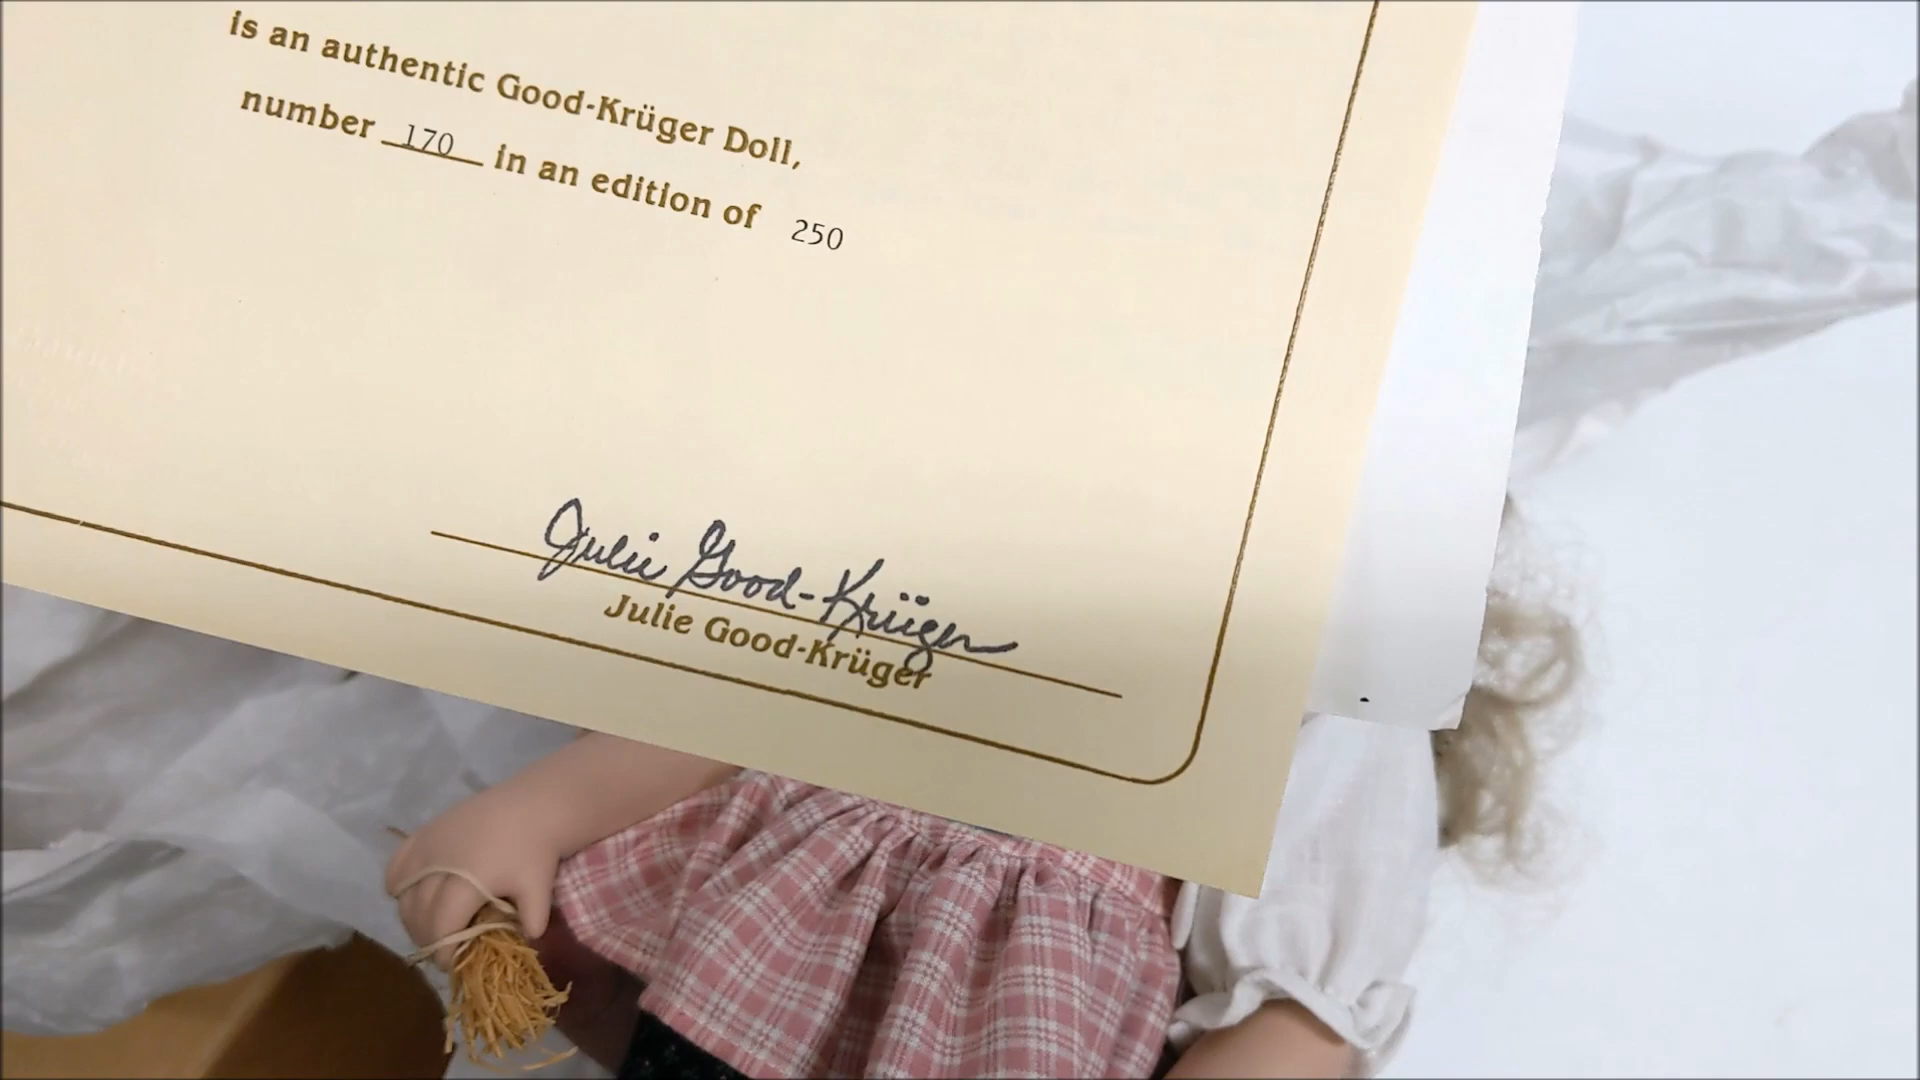 is an authentic Good-Krüger Doll,
number 170 in an edition of 250
Julie Good-Krüger
Julie Good-Krüger